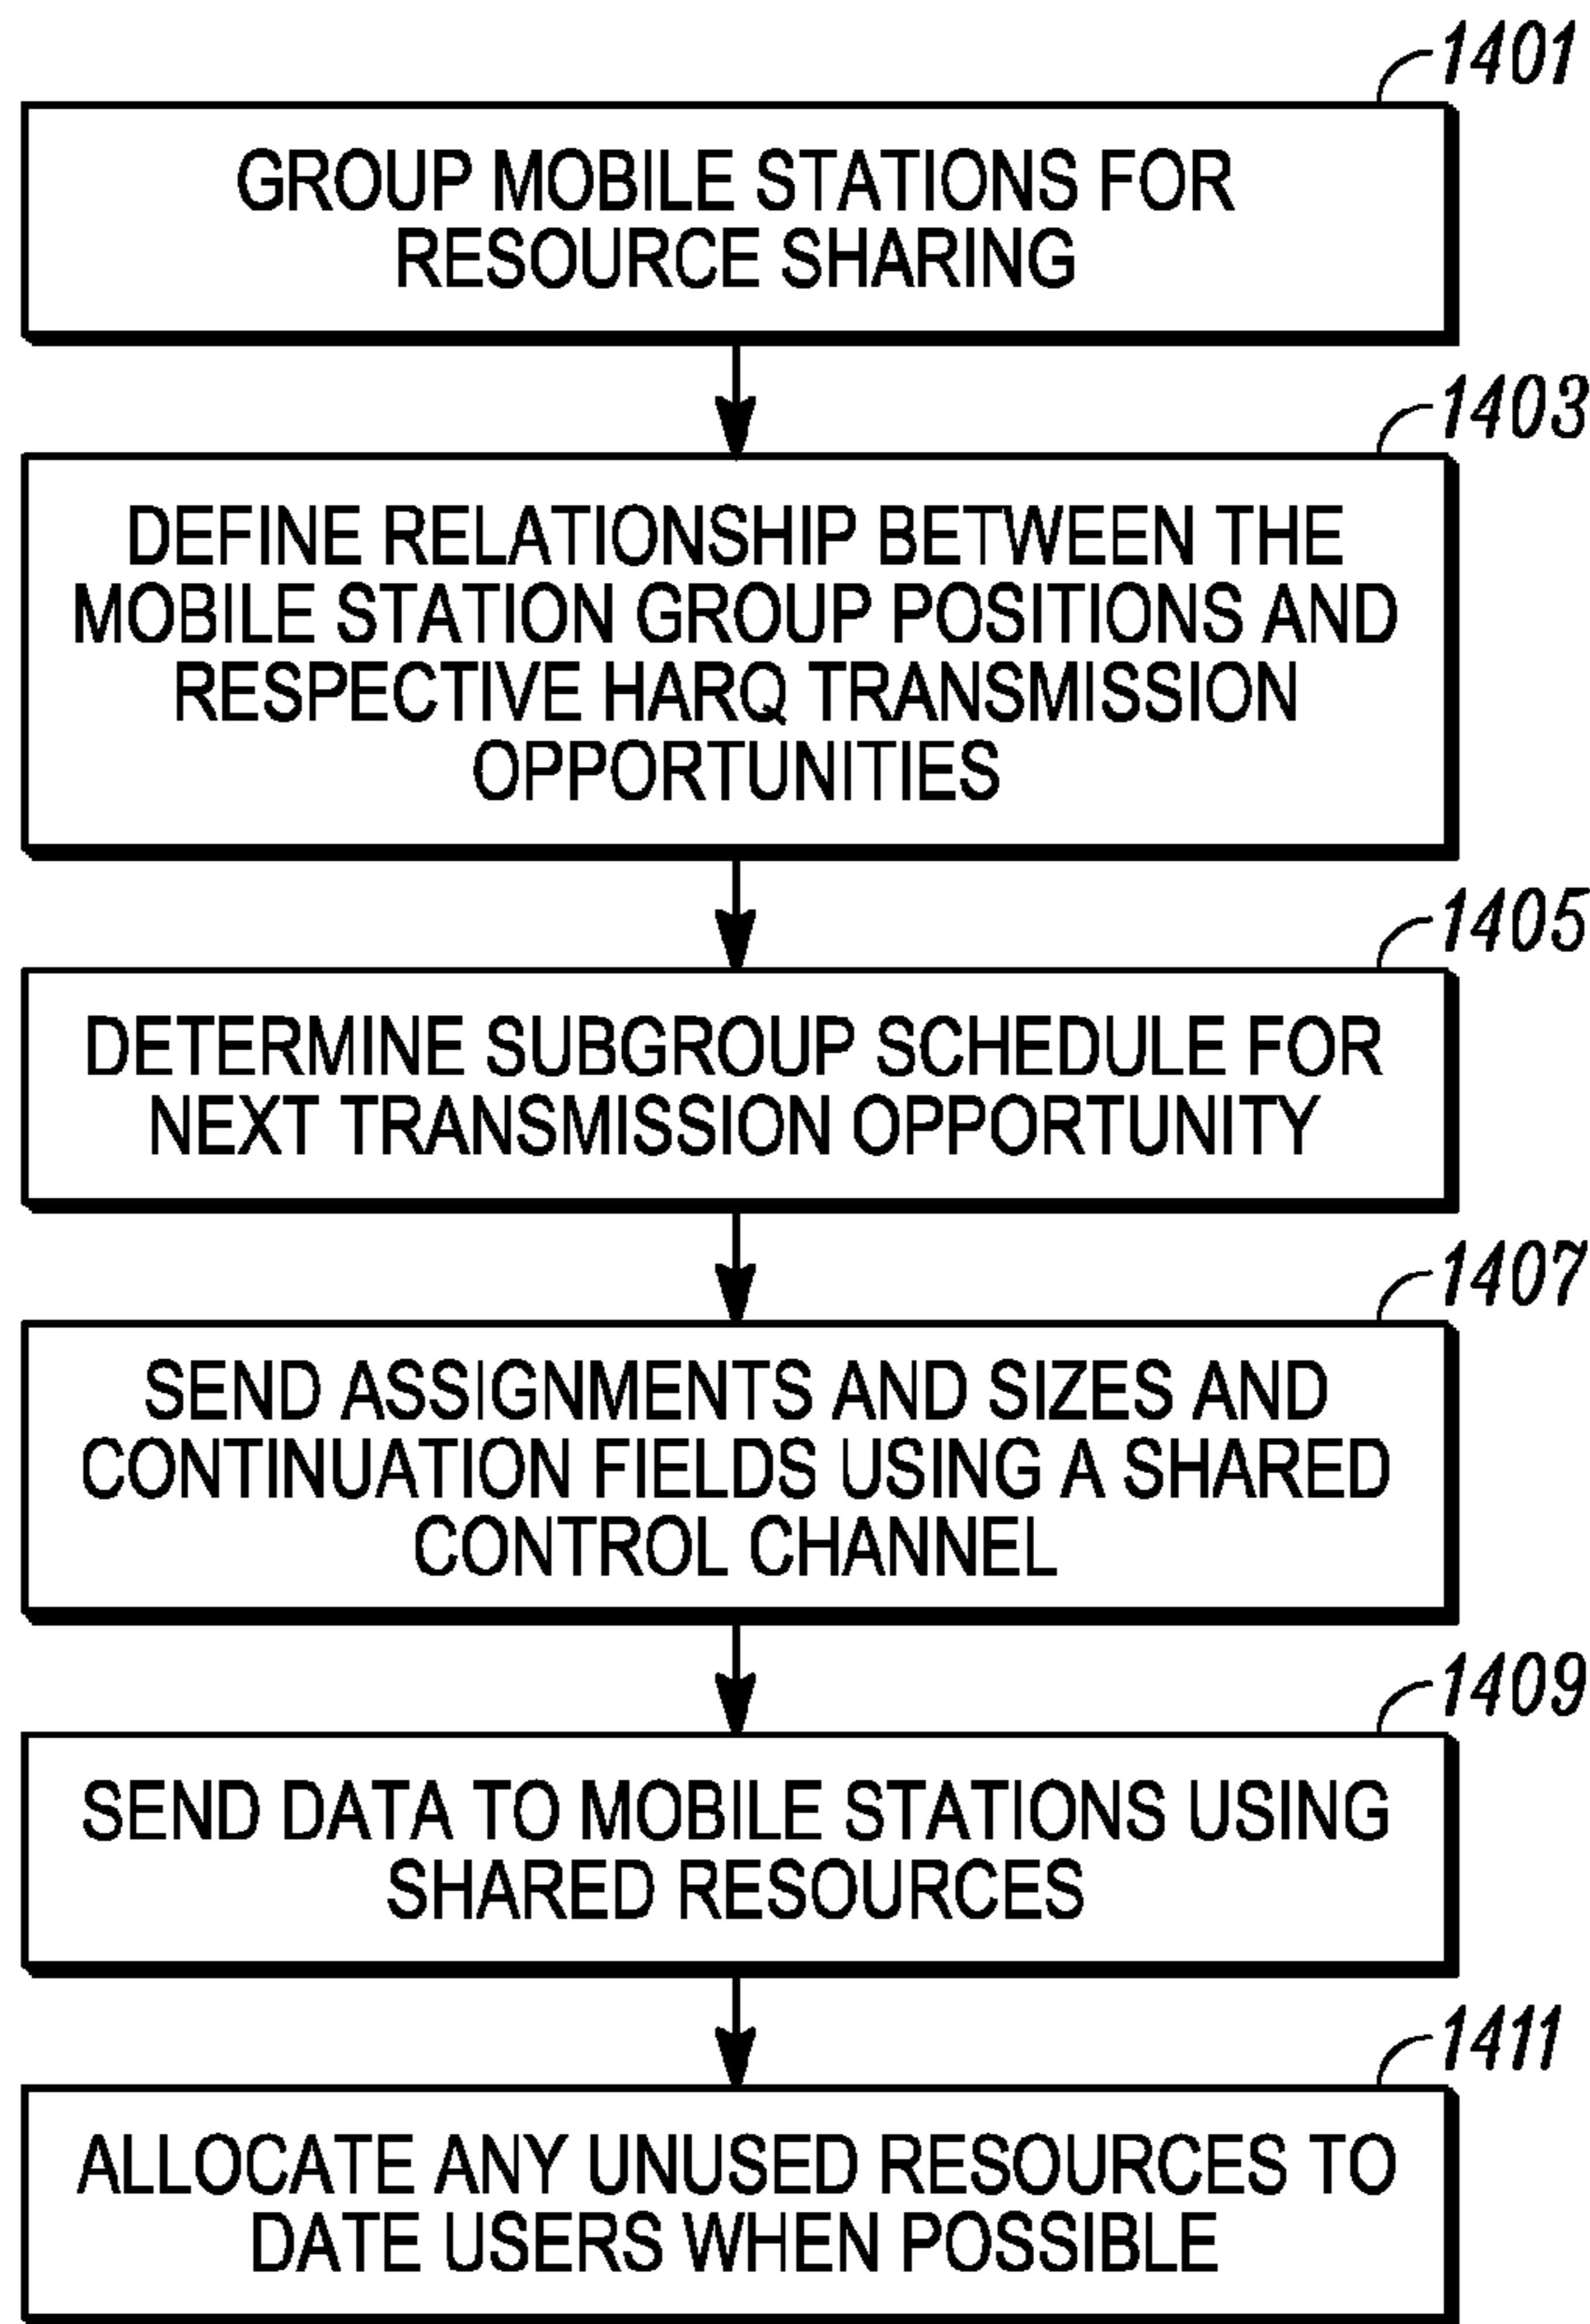 1401
GROUP MOBILE STATIONS FOR
RESOURCE SHARING
1403
DEFINE RELATIONSHIP BETWEEN THE
MOBILE STATION GROUP POSITIONS AND
RESPECTIVE HARQ TRANSMISSION
OPPORTUNITIES
1405
DETERMINE SUBGROUP SCHEDULE FOR
NEXT TRANSMISSION OPPORTUNITY
1407
SEND ASSIGNMENTS AND SIZES AND
CONTINUATION FIELDS USING A SHARED
CONTROL CHANNEL
1409
SEND DATA TO MOBILE STATIONS USING
SHARED RESOURCES
1411
ALLOCATE ANY UNUSED RESOURCES TO
DATE USERS WHEN POSSIBLE